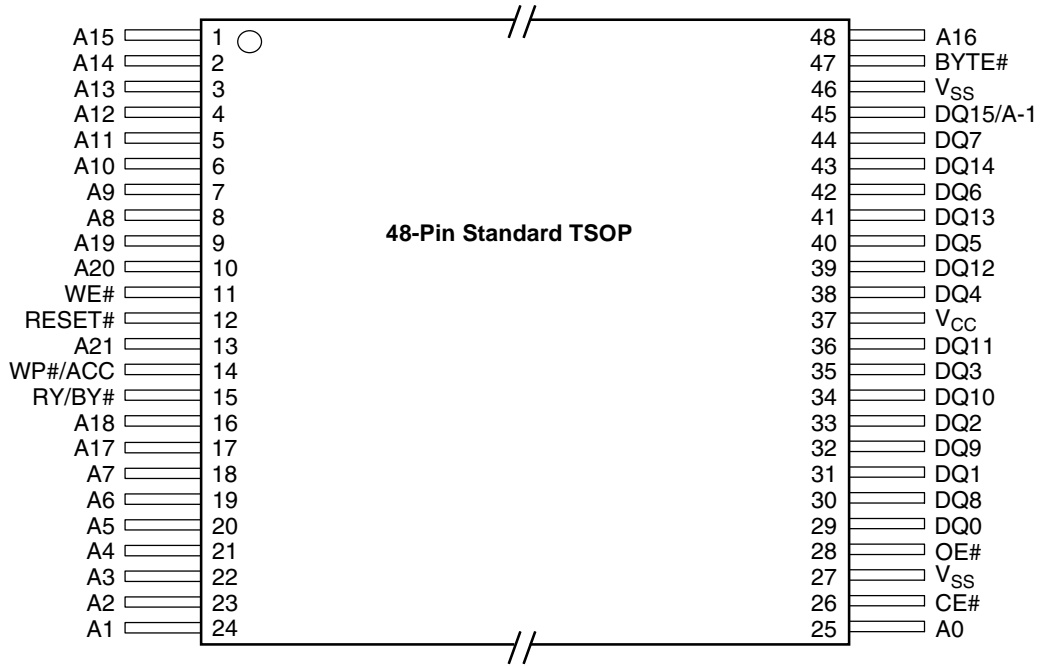 A15 1 48 A16
A14 2 47 BYTE#
A13 3 46 VSS
A12 4 45 DQ15/A-1
A11 5 44 DQ7
A10 6 43 DQ14
A9 7 42 DQ6
A8 8 41 DQ13
48-Pin Standard TSOP
A19 9 40 DQ5
A20 10 39 DQ12
WE# 11 38 DQ4
RESET# 12 37 VCC
A21 13 36 DQ11
WP#/ACC 14 35 DQ3
RY/BY# 15 34 DQ10
A18 16 33 DQ2
A17 17 32 DQ9
A7 18 31 DQ1
A6 19 30 DQ8
A5 20 29 DQ0
A4 21 28 OE#
A3 22 27 VSS
A2 23 26 CE#
A1 24 25 A0